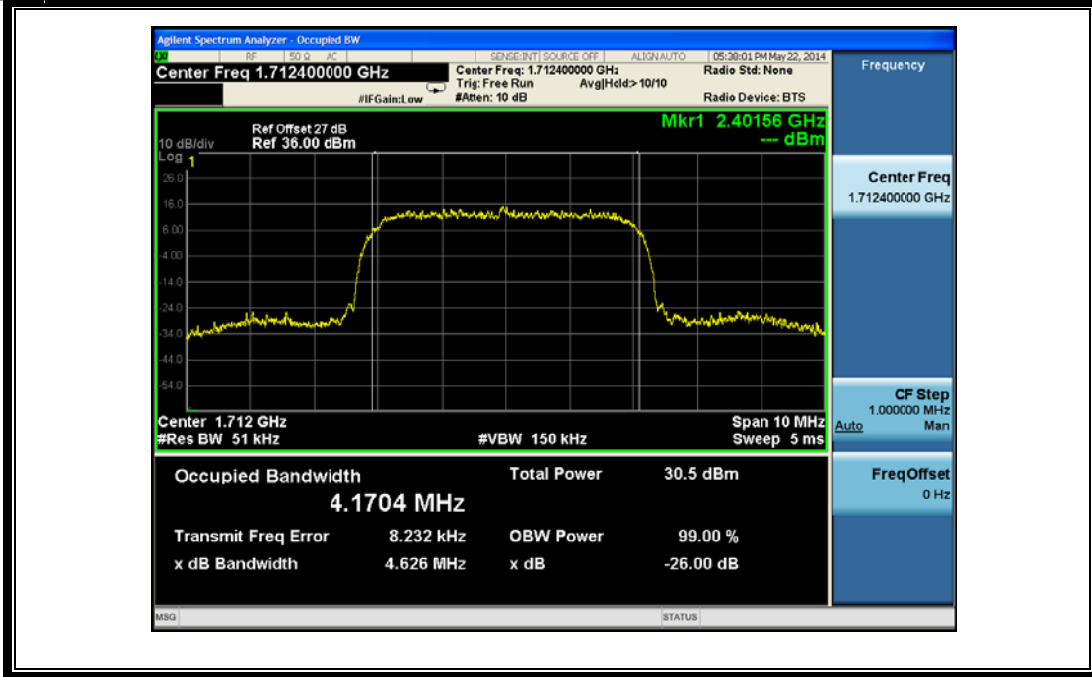 Agilent Spectrum Analyzer - Occupied BW
LXI RF 50 Ω AC SENSE:INT SOURCE OFF ALIGN AUTO 05:38:01 PM May 22, 2014
Center Freq 1.712400000 GHz
Center Freq: 1.712400000 GHz
Radio Std: None
Trig: Free Run Avg|Hold:>10/10
#IFGain:Low
#Atten: 10 dB
Radio Device: BTS
Mkr1 2.40156 GHz
--- dBm
Ref Offset 27 dB
10 dB/div Ref 36.00 dBm
Log
1
26.0
16.0
6.00
-4.00
-14.0
-24.0
-34.0
-44.0
-54.0
Center 1.712 GHz Span 10 MHz
#Res BW 51 kHz #VBW 150 kHz Sweep 5 ms
Occupied Bandwidth Total Power 30.5 dBm
4.1704 MHz
Transmit Freq Error 8.232 kHz OBW Power 99.00 %
x dB Bandwidth 4.626 MHz x dB -26.00 dB
MSG STATUS
Frequency
Center Freq
1.712400000 GHz
CF Step
1.000000 MHz
Auto Man
Freq Offset
0 Hz